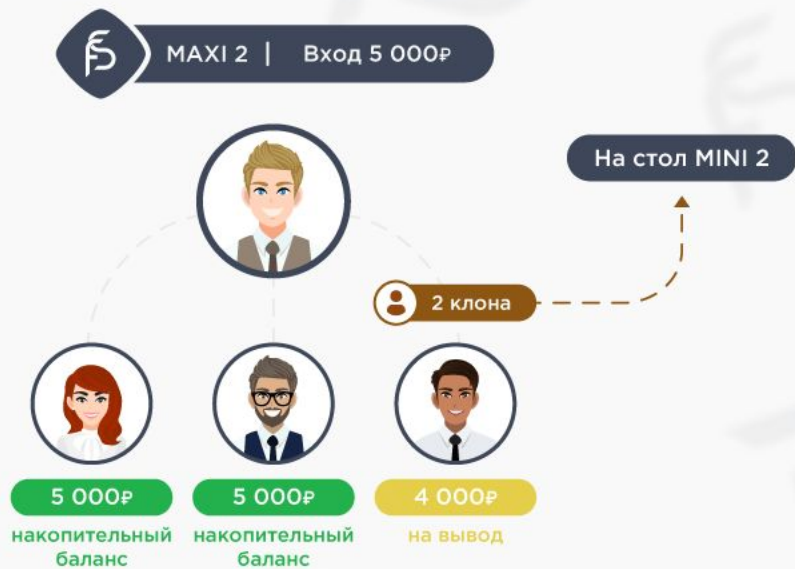 MAXI 2 | Вход 5 000₽
На стол MINI 2
2 клона
5 000₽
накопительный
баланс
5 000₽
накопительный
баланс
4 000₽
на вывод